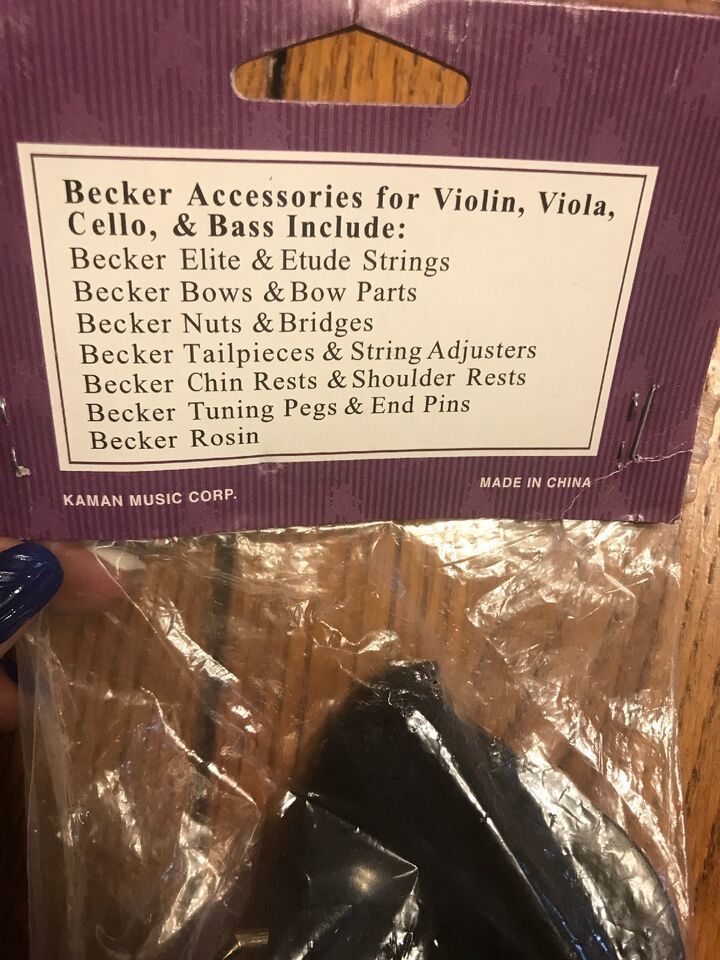 Becker Accessories for Violin, Viola,
Cello, & Bass Include:
Becker Elite & Etude Strings
Becker Bows & Bow Parts
Becker Nuts & Bridges
Becker Tailpieces & String Adjusters
Becker Chin Rests & Shoulder Rests
Becker Tuning Pegs & End Pins
Becker Rosin
KAMAN MUSIC CORP.
MADE IN CHINA